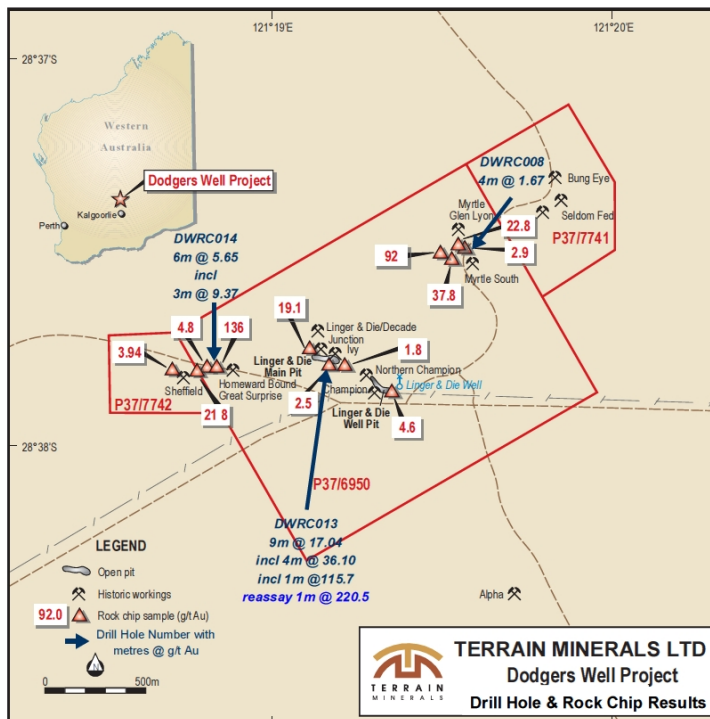 121°19'E
121°20'E
28°37'S
Western
Australia
Dodgers Well Project
Kalgoorlie
Perth
DWRC008
4m @ 1.67
Bung Eye
Myrtle
Glen Lyon
Seldom Fed
22.8
P37/7741
92
2.9
Myrtle South
37.8
DWRC014
6m @ 5.65
incl
3m @ 9.37
19.1
4.8
136
Linger & Die/Decade
Junction
Ivy
3.94
Linger & Die
Main Pit
1.8
Northern Champion
Homeward Bound
Great Surprise
Sheffield
Champion
Linger & Die Well
P37/7742
21 8
2.5
Linger & Die
Well Pit
4.6
28°38'S
P37/6950
DWRC013
9m @ 17.04
incl 4m @ 36.10
incl 1m @115.7
reassay 1m @ 220.5
LEGEND
Open pit
Historic workings
92.0
Rock chip sample (g/t Au)
Drill Hole Number with
metres @ g/t Au
N
0
500m
Alpha
TERRAIN
MINERALS
TERRAIN MINERALS LTD
Dodgers Well Project
Drill Hole & Rock Chip Results